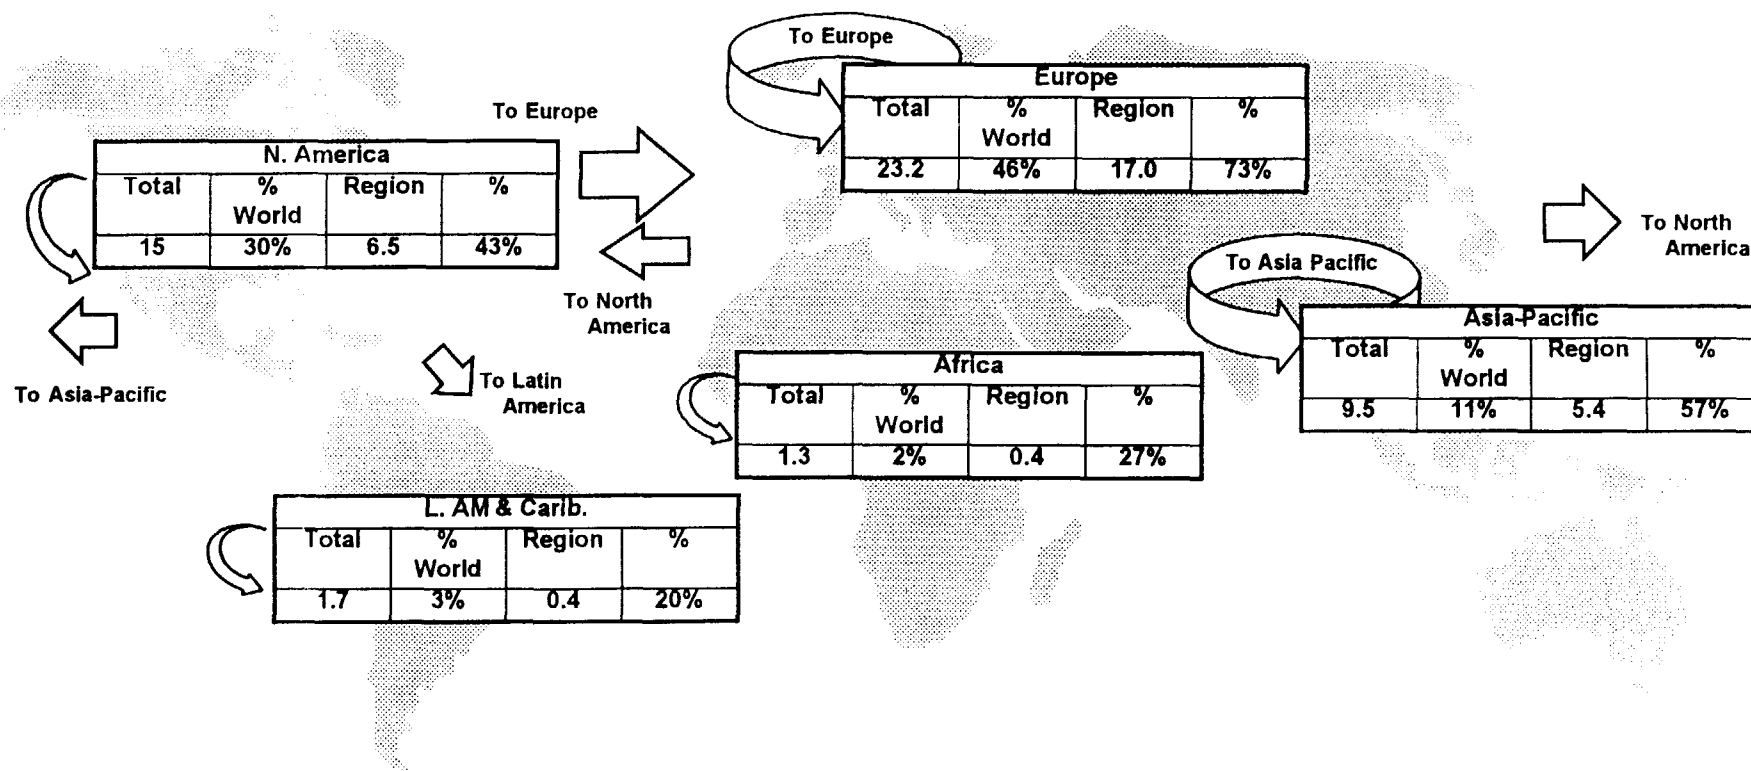 To Europe
Europe
Total % Region %
World
23.2 46% 17.0 73%
To Europe
N. America
Total % Region %
World
15 30% 6.5 43%
To North
America
To North
America
To Asia Pacific
Asia-Pacific
Total % Region %
World
9.5 11% 5.4 57%
To Asia-Pacific
To Latin
America
Africa
Total % Region %
World
1.3 2% 0.4 27%
L. AM & Carib.
Total % Region %
World
1.7 3% 0.4 20%